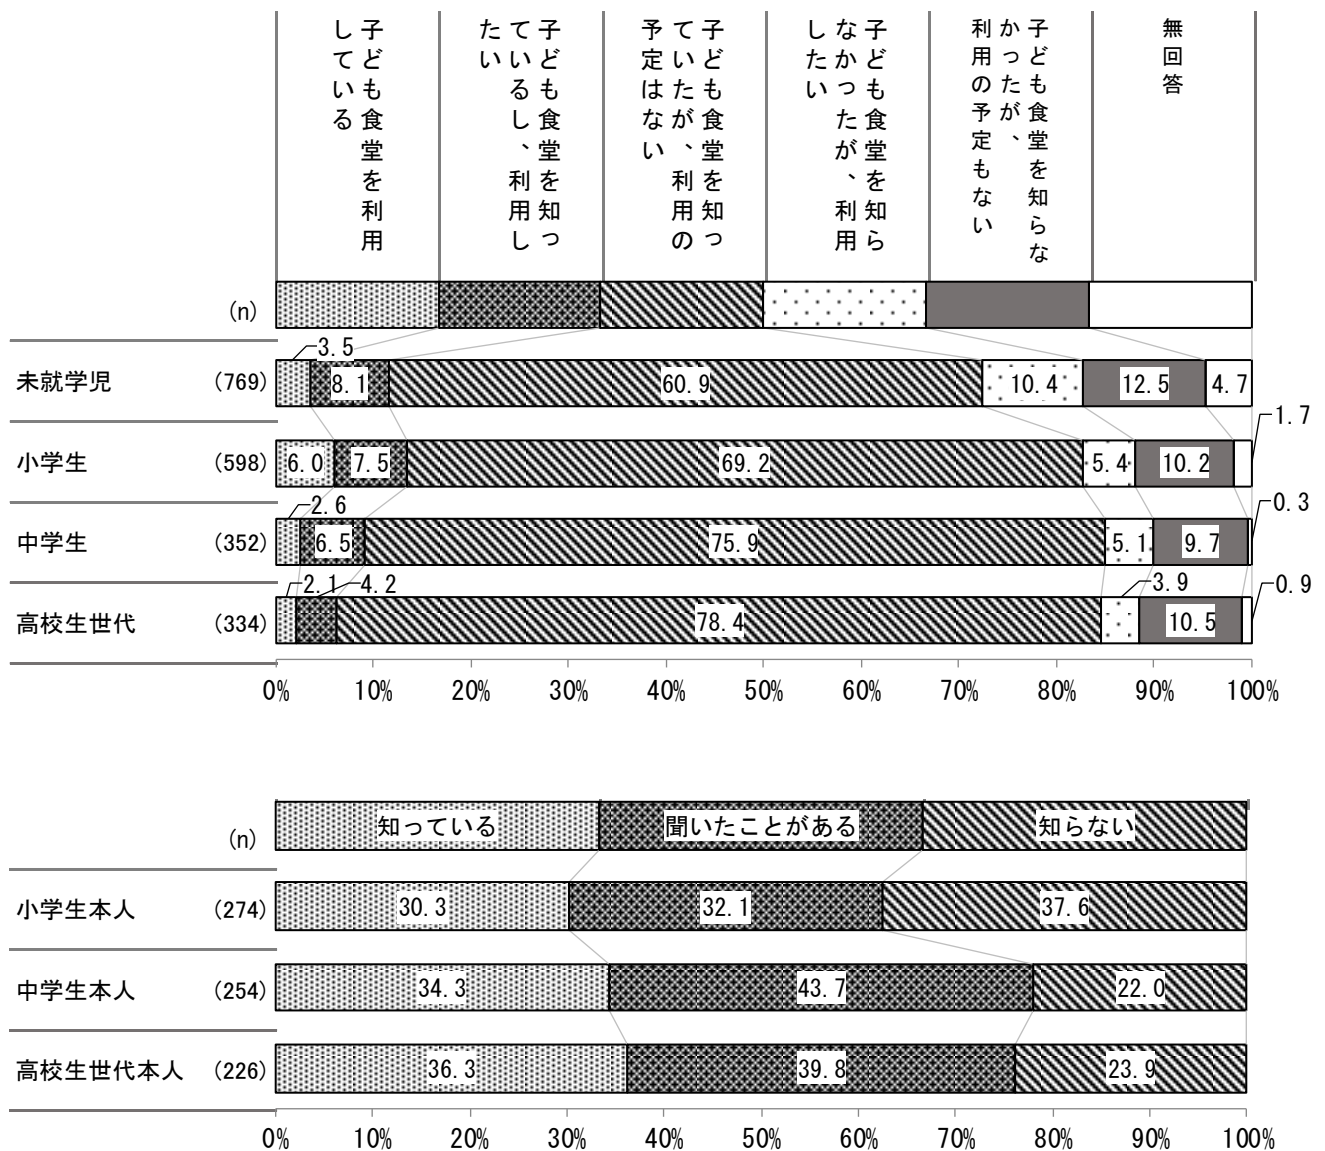 子ども食堂を利用
している
子ども食堂を知っ
ているし、利用し
たい
子ども食堂を知っ
ていたが、利用の
予定はない
子ども食堂を知ら
なかったが、利用
したい
子ども食堂を知らな
かったが、
利用の予定もない
無回答
(n)
未就学児 (769) 3.5 8.1 60.9 10.4 12.5 4.7
小学生 (598) 6.0 7.5 69.2 5.4 10.2 1.7
中学生 (352) 2.6 6.5 75.9 5.1 9.7 0.3
高校生世代 (334) 2.1 4.2 78.4 3.9 10.5 0.9
0% 10% 20% 30% 40% 50% 60% 70% 80% 90% 100%
(n) 知っている 聞いたことがある 知らない
小学生本人 (274) 30.3 32.1 37.6
中学生本人 (254) 34.3 43.7 22.0
高校生世代本人 (226) 36.3 39.8 23.9
0% 10% 20% 30% 40% 50% 60% 70% 80% 90% 100%